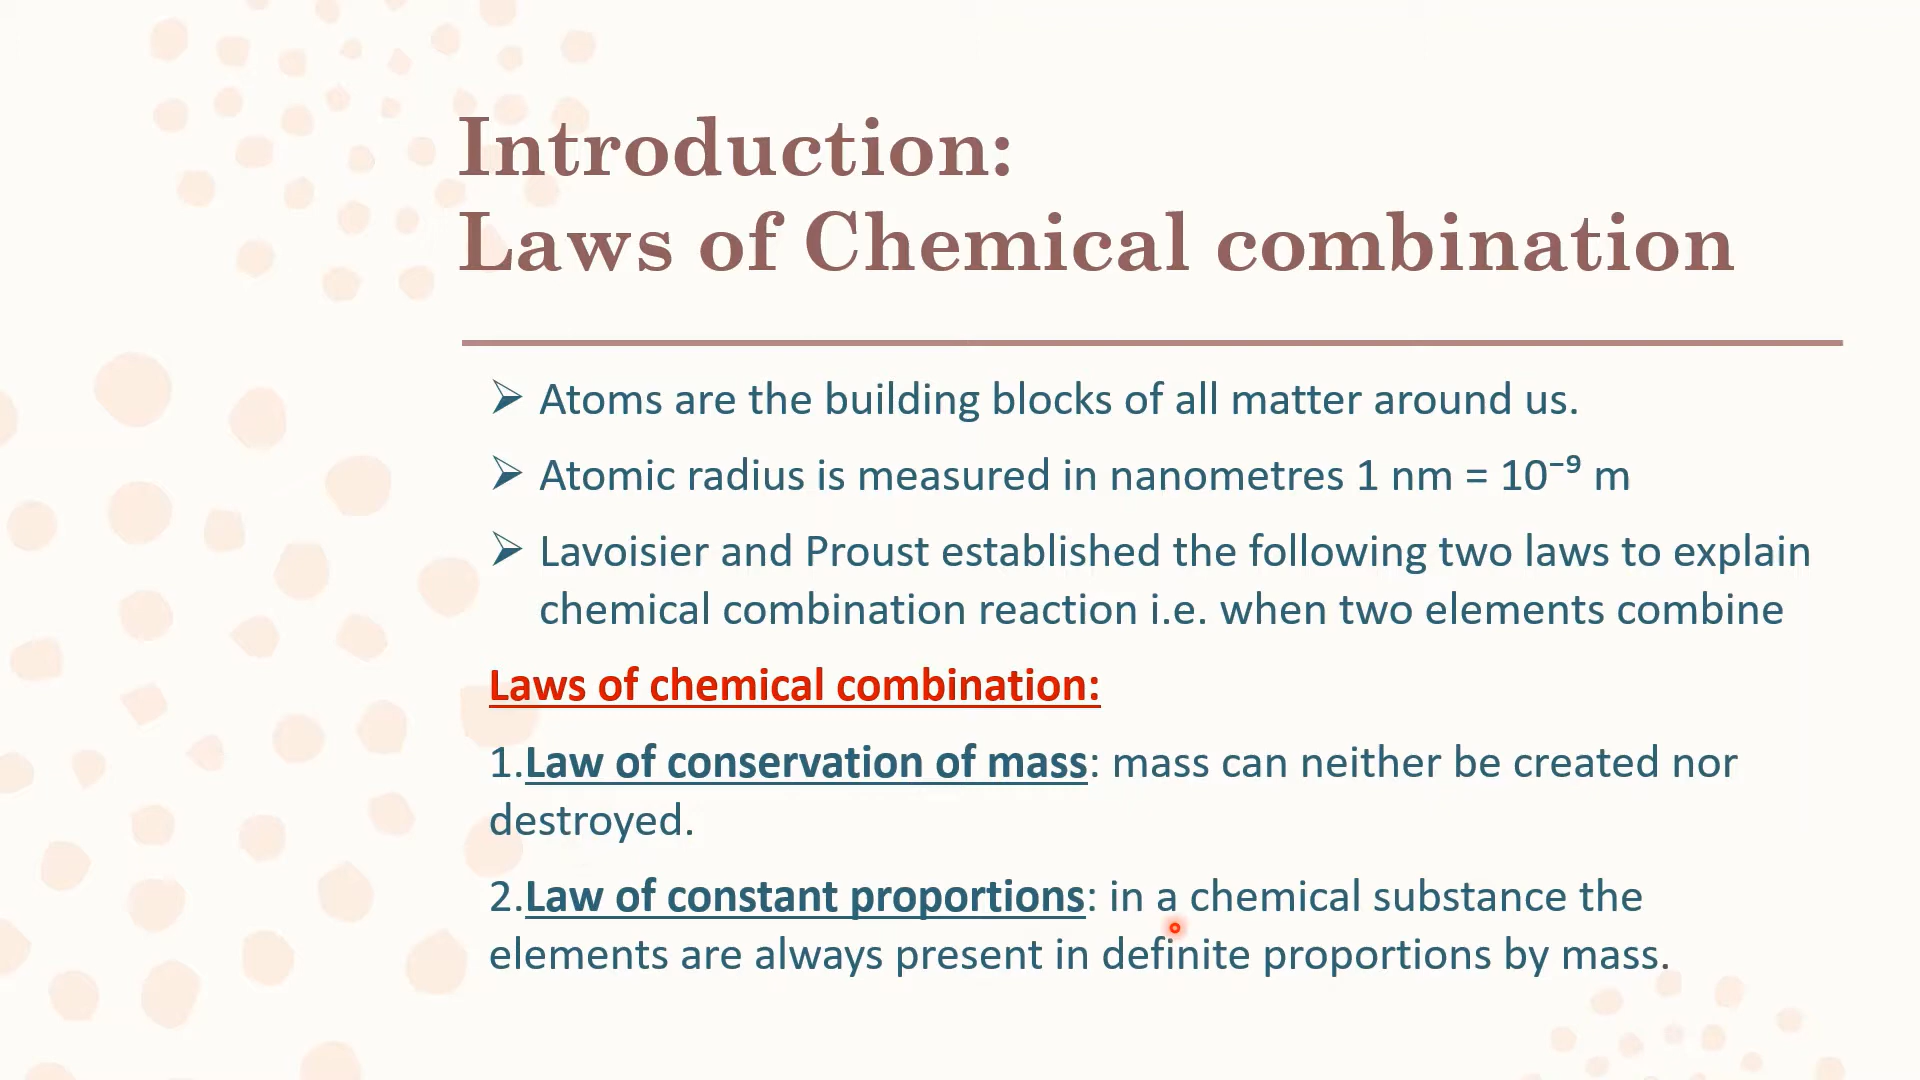 Introduction:
Laws of Chemical combination
➢ Atoms are the building blocks of all matter around us.
➢ Atomic radius is measured in nanometres 1 nm = 10⁻⁹ m
➢ Lavoisier and Proust established the following two laws to explain
chemical combination reaction i.e. when two elements combine
Laws of chemical combination:
1.Law of conservation of mass: mass can neither be created nor
destroyed.
2.Law of constant proportions: in a chemical substance the
elements are always present in definite proportions by mass.